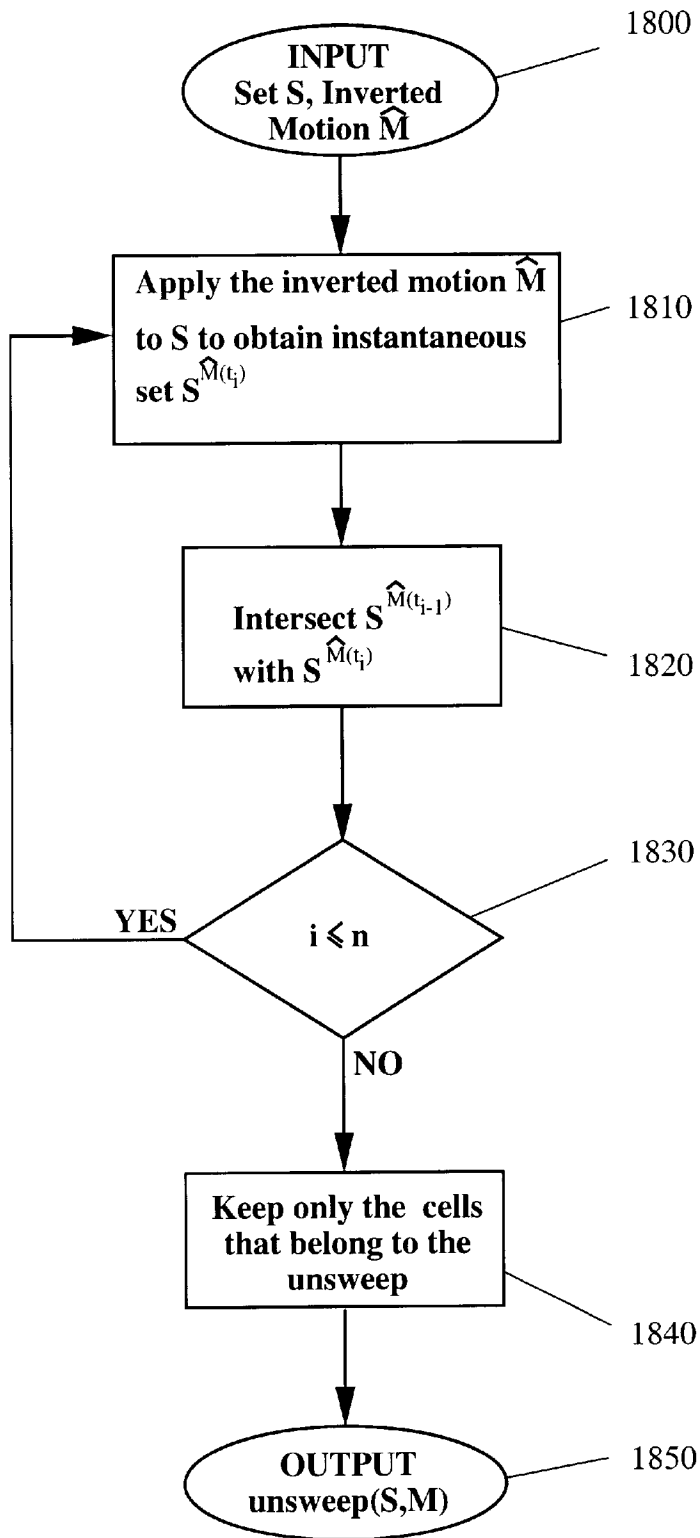 1800
INPUT
Set S, Inverted
Motion M̂
Apply the inverted motion M̂
to S to obtain instantaneous
set S^M̂(t_i)
1810
Intersect S^M̂(t_i-1)
with S^M̂(t_i)
1820
1830
YES
i ⩽ n
NO
Keep only the cells
that belong to the
unsweep
1840
OUTPUT
unsweep(S,M)
1850